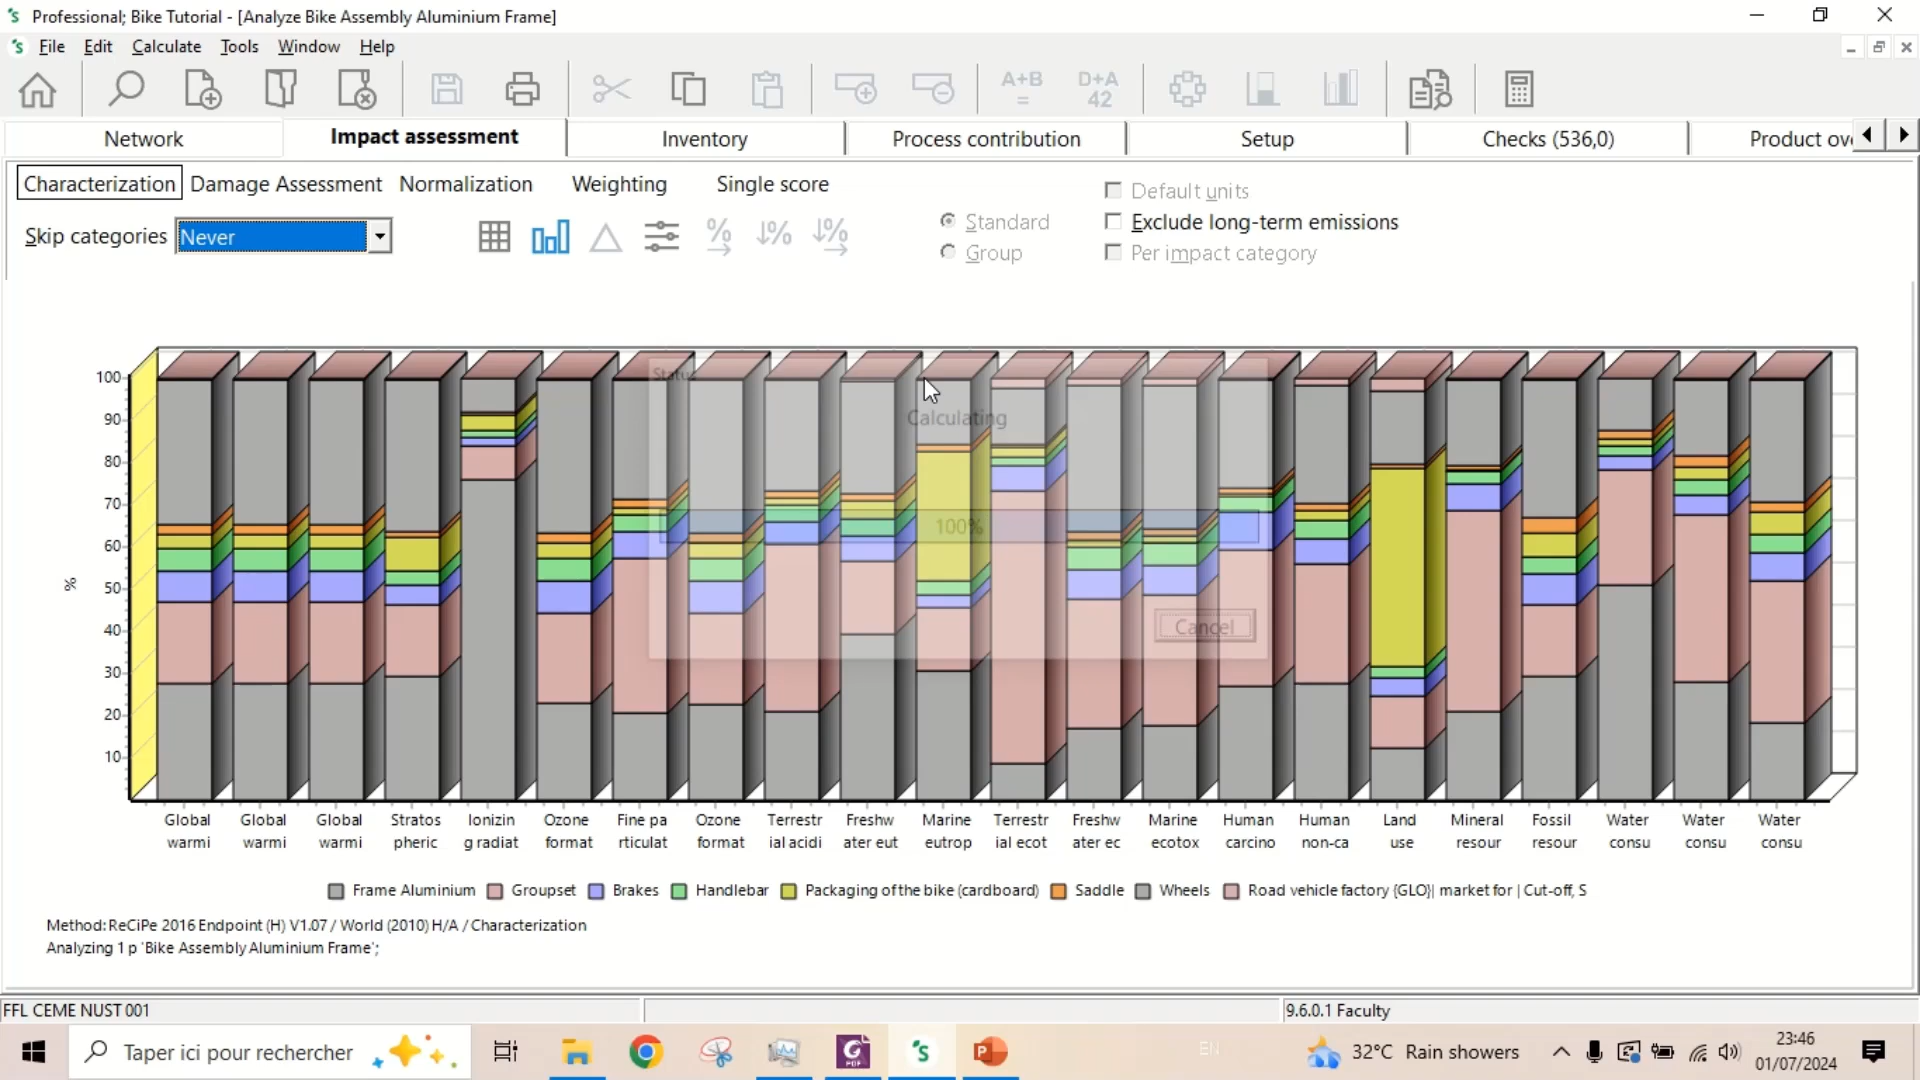 Professional; Bike Tutorial - [Analyze Bike Assembly Aluminium Frame]
File Edit Calculate Tools Window Help
A+B
=
D+A
42
Network Impact assessment Inventory Process contribution Setup Checks (536,0) Product ov
Characterization Damage Assessment Normalization Weighting Single score
Default units
Skip categories Never
Standard
Exclude long-term emissions
Group
Per impact category
Status
Calculating
100%
Cancel
100
90
80
70
60
50
40
30
20
10
%
Global warmi
Global warmi
Global warmi
Stratos pheric
Ionizin g radiat
Ozone format
Fine pa rticulat
Ozone format
Terrestr ial acidi
Freshw ater eut
Marine eutrop
Terrestr ial ecot
Freshw ater ec
Marine ecotox
Human carcino
Human non-ca
Land use
Mineral resour
Fossil resour
Water consu
Water consu
Water consu
Frame Aluminium Groupset Brakes Handlebar Packaging of the bike (cardboard) Saddle Wheels Road vehicle factory {GLO}| market for | Cut-off, S
Method: ReCiPe 2016 Endpoint (H) V1.07 / World (2010) H/A / Characterization
Analyzing 1 p 'Bike Assembly Aluminium Frame';
FFL CEME NUST 001
9.6.0.1 Faculty
Taper ici pour rechercher
EN
32°C Rain showers
23:46
01/07/2024